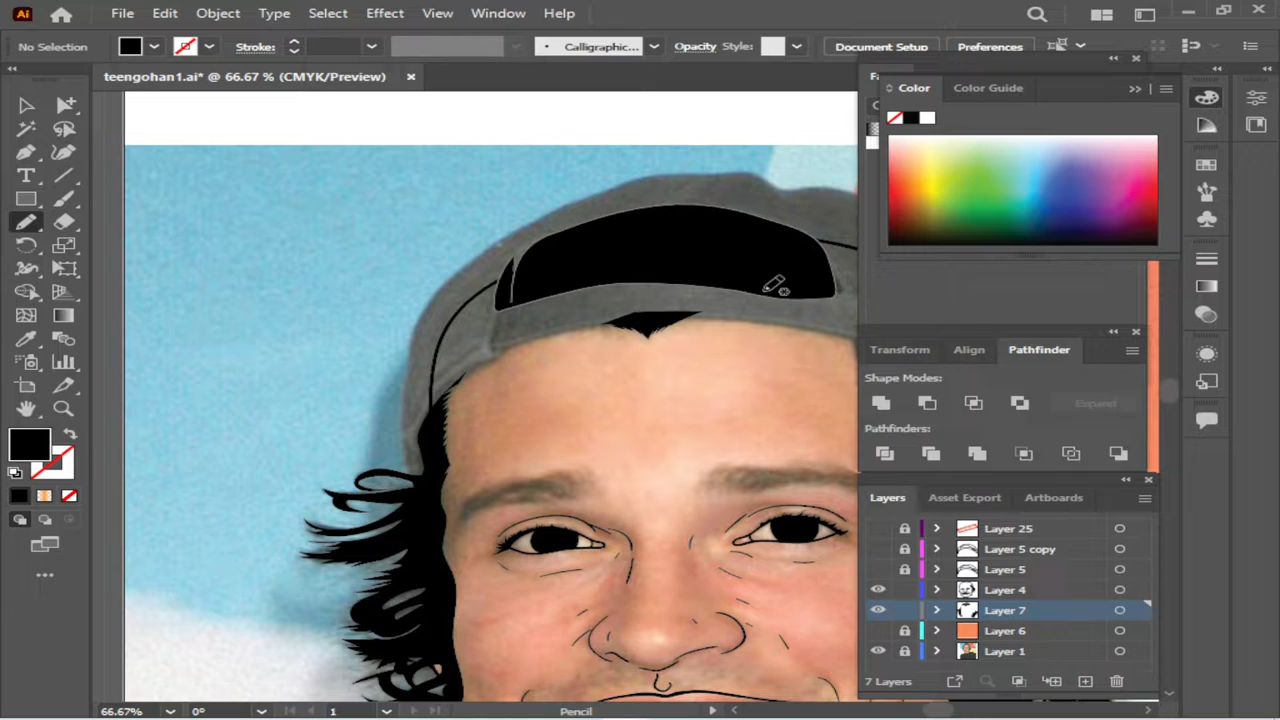 Ai File Edit Object Type Select Effect View Window Help
No Selection Stroke: Calligraphic... Opacity Style: Document Setup Preferences
teengohan1.ai* @ 66.67 % (CMYK/Preview) ×
Color Color Guide
Transform Align Pathfinder
Shape Modes:
Expand
Pathfinders:
Layers Asset Export Artboards
Layer 25
Layer 5 copy
Layer 5
Layer 4
Layer 7
Layer 6
Layer 1
7 Layers
66.67% 0° 1 Pencil